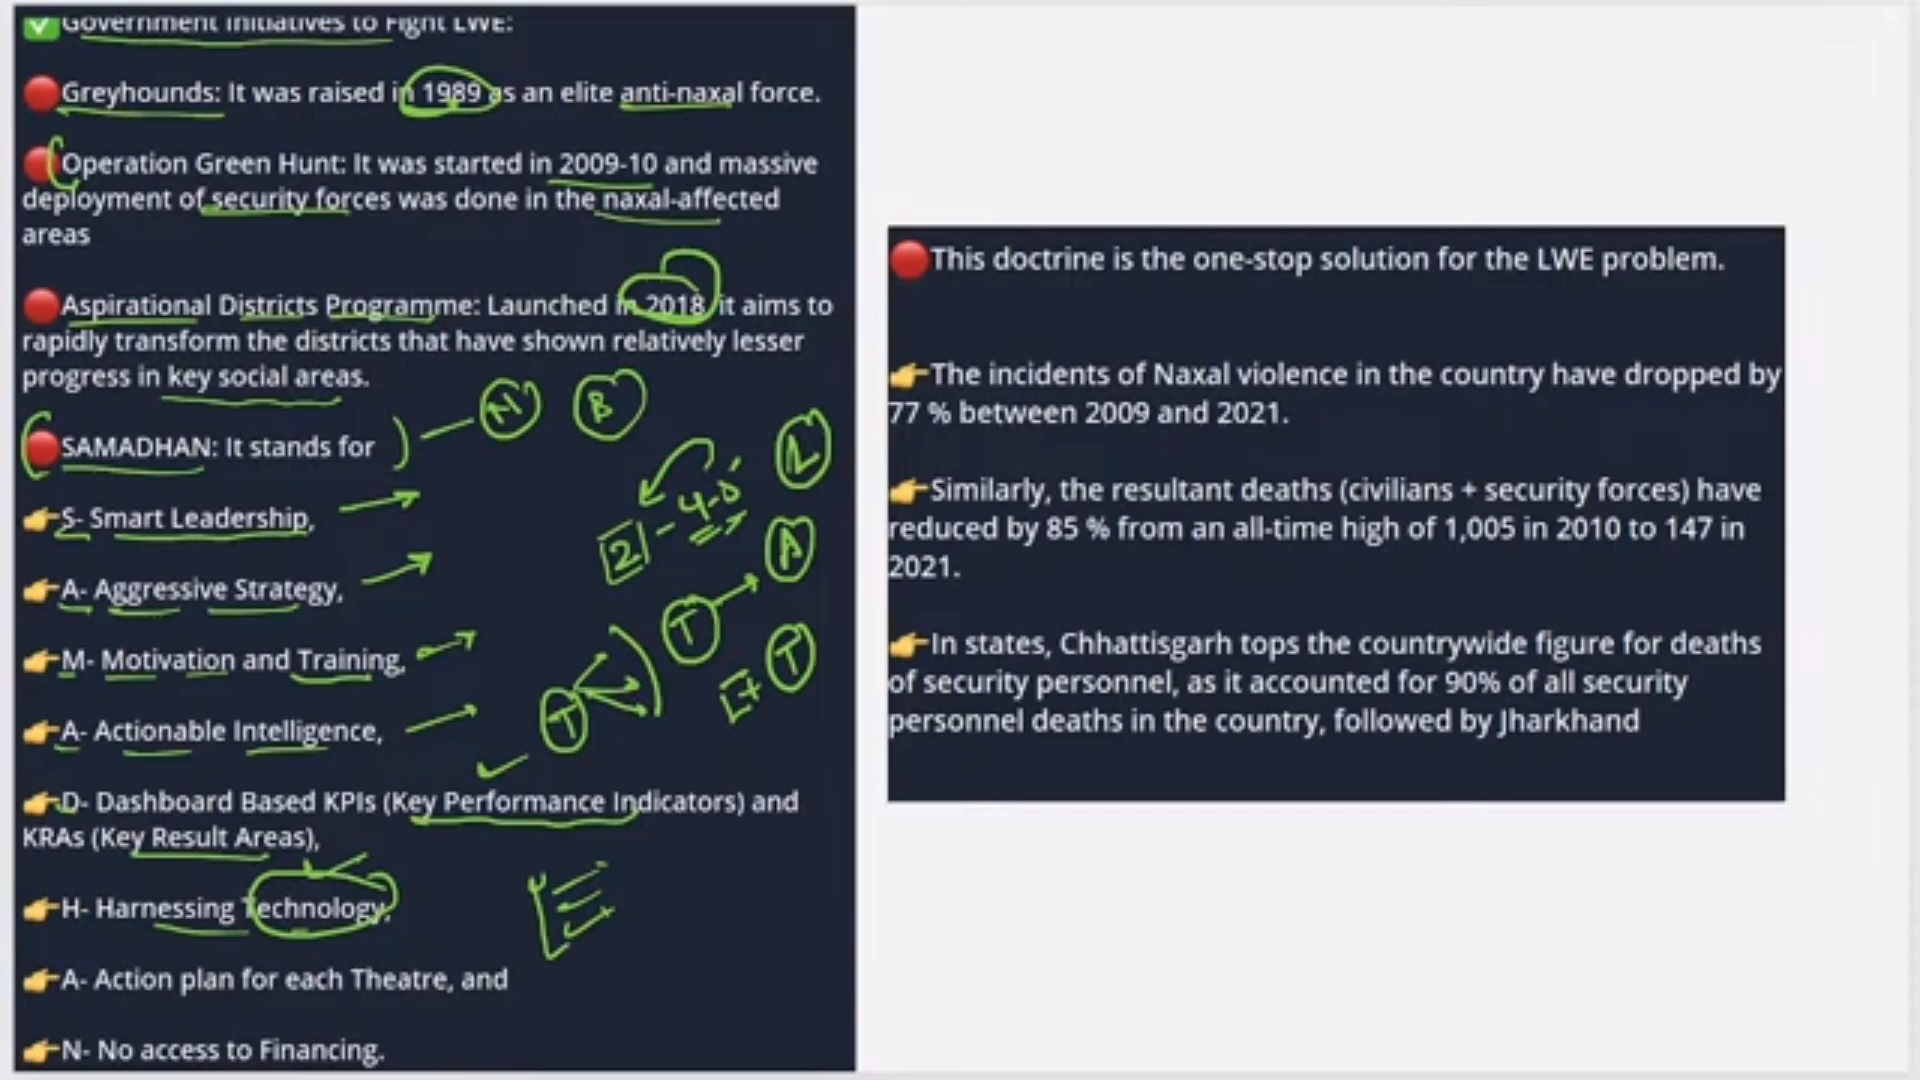 ✅Government Initiatives to Fight LWE:
🔴Greyhounds: It was raised in 1989 as an elite anti-naxal force.
🔴Operation Green Hunt: It was started in 2009-10 and massive
deployment of security forces was done in the naxal-affected
areas
🔴Aspirational Districts Programme: Launched in 2018, it aims to
rapidly transform the districts that have shown relatively lesser
progress in key social areas.
🔴SAMADHAN: It stands for
👉S- Smart Leadership,
👉A- Aggressive Strategy,
👉M- Motivation and Training,
👉A- Actionable Intelligence,
👉D- Dashboard Based KPIs (Key Performance Indicators) and
KRAs (Key Result Areas),
👉H- Harnessing Technology,
👉A- Action plan for each Theatre, and
👉N- No access to Financing.
N B
L
2
A
T
T
T
🔴This doctrine is the one-stop solution for the LWE problem.
👉The incidents of Naxal violence in the country have dropped by
77 % between 2009 and 2021.
👉Similarly, the resultant deaths (civilians + security forces) have
reduced by 85 % from an all-time high of 1,005 in 2010 to 147 in
2021.
👉In states, Chhattisgarh tops the countrywide figure for deaths
of security personnel, as it accounted for 90% of all security
personnel deaths in the country, followed by Jharkhand